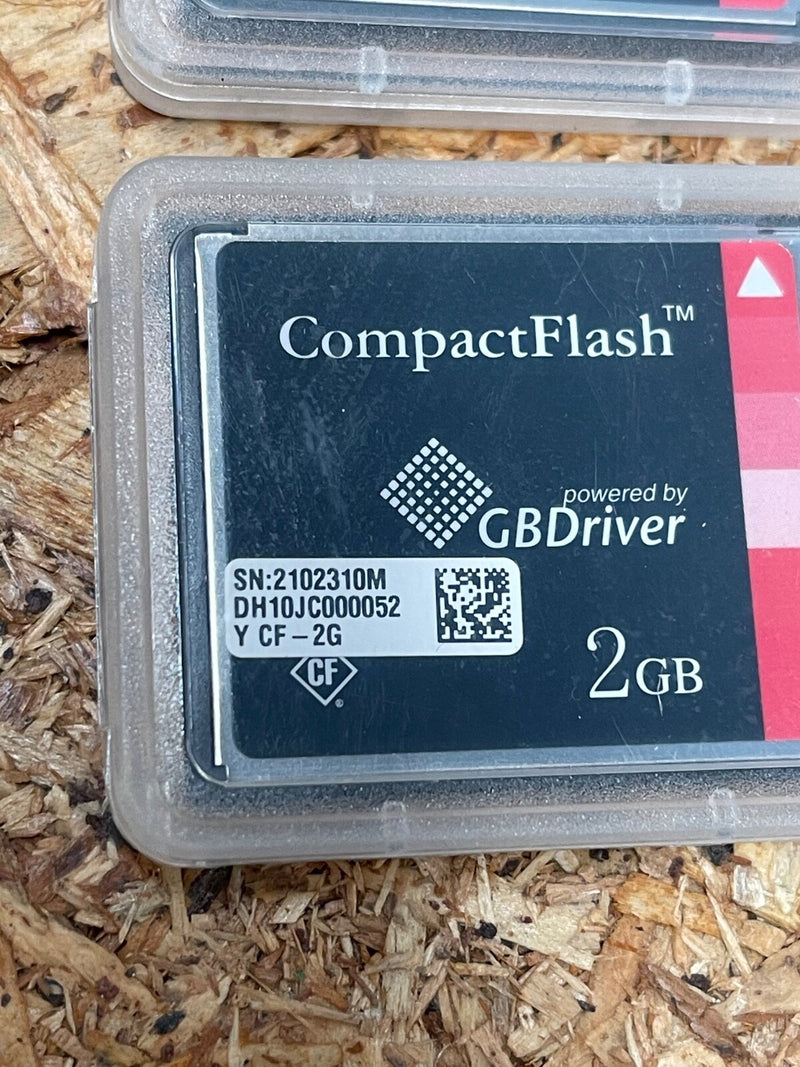 CompactFlash™
powered by
GBDriver
SN:2102310M
DH10JC000052
Y CF-2G
CF®
2GB